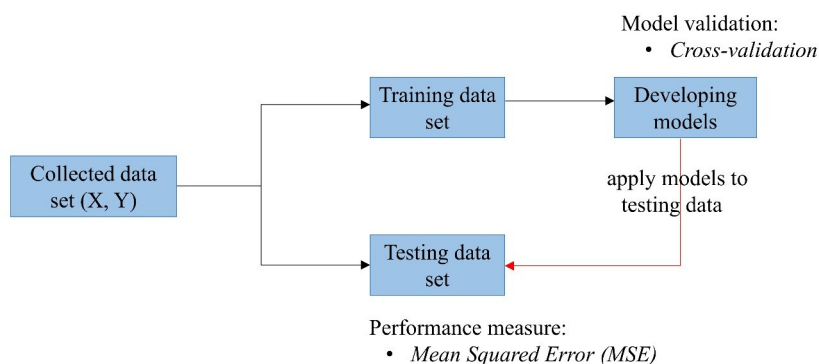 Model validation:
• Cross-validation
Training data
set
Developing
models
Collected data
set (X, Y)
apply models to
testing data
Testing data
set
Performance measure:
• Mean Squared Error (MSE)